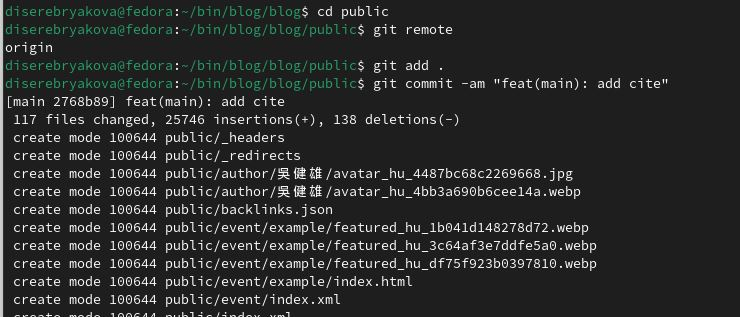 diserebryakova@fedora:~/bin/blog/blog$ cd public
diserebryakova@fedora:~/bin/blog/blog/public$ git remote
origin
diserebryakova@fedora:~/bin/blog/blog/public$ git add .
diserebryakova@fedora:~/bin/blog/blog/public$ git commit -am "feat(main): add cite"
[main 2768b89] feat(main): add cite
 117 files changed, 25746 insertions(+), 138 deletions(-)
 create mode 100644 public/_headers
 create mode 100644 public/_redirects
 create mode 100644 public/author/吳健雄/avatar_hu_4487bc68c2269668.jpg
 create mode 100644 public/author/吳健雄/avatar_hu_4bb3a690b6cee14a.webp
 create mode 100644 public/backlinks.json
 create mode 100644 public/event/example/featured_hu_1b041d148278d72.webp
 create mode 100644 public/event/example/featured_hu_3c64af3e7ddfe5a0.webp
 create mode 100644 public/event/example/featured_hu_df75f923b0397810.webp
 create mode 100644 public/event/example/index.html
 create mode 100644 public/event/index.xml
 create mode 100644 public/index.xml